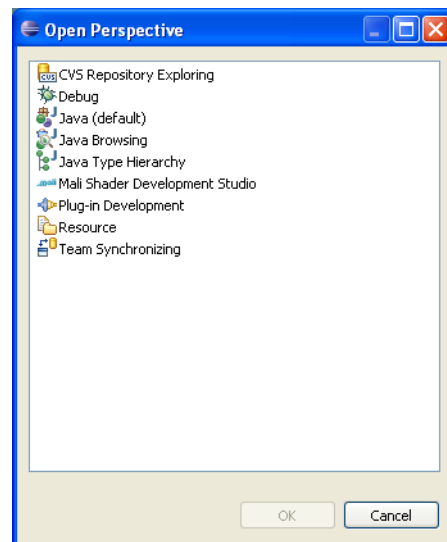 Open Perspective
CVS Repository Exploring
Debug
Java (default)
Java Browsing
Java Type Hierarchy
Mali Shader Development Studio
Plug-in Development
Resource
Team Synchronizing
OK
Cancel